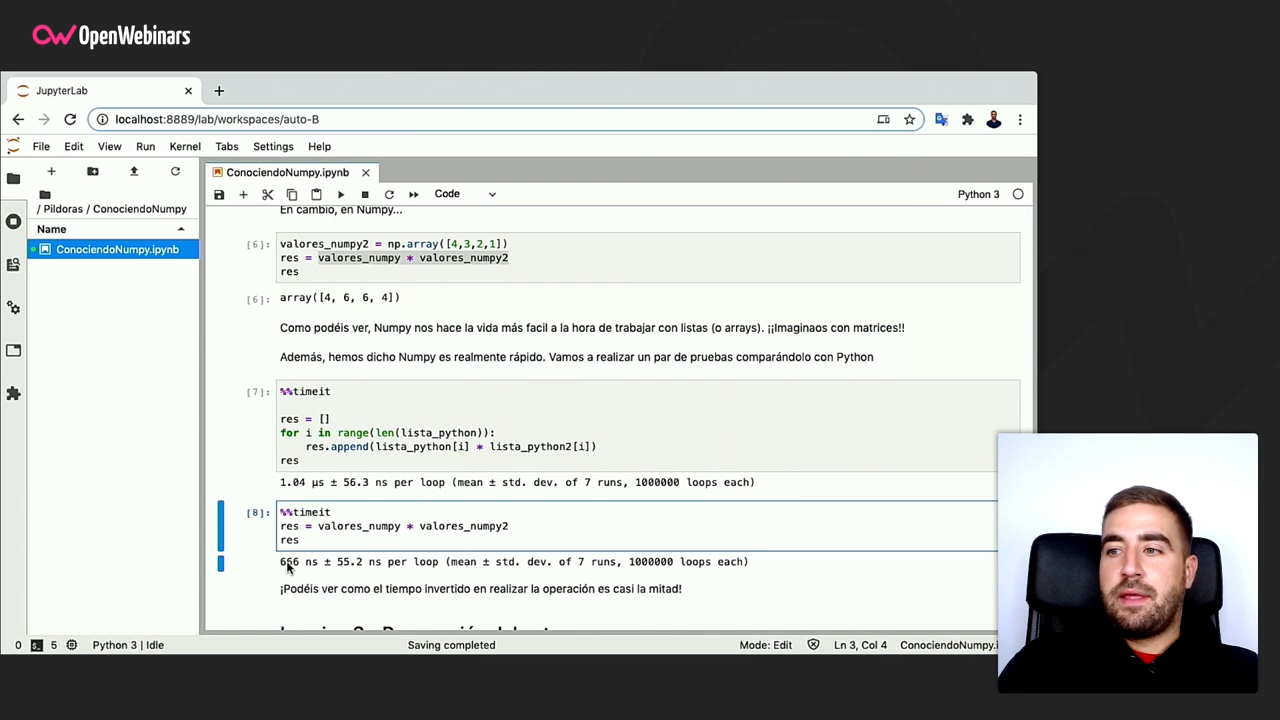 OpenWebinars
JupyterLab
localhost:8889/lab/workspaces/auto-B
File Edit View Run Kernel Tabs Settings Help
ConociendoNumpy.ipynb
Code
Python 3
/ Pildoras / ConociendoNumpy
Name
ConociendoNumpy.ipynb
En cambio, en Numpy...
[6]: valores_numpy2 = np.array([4,3,2,1])
res = valores_numpy * valores_numpy2
res
[6]: array([4, 6, 6, 4])
Como podéis ver, Numpy nos hace la vida más facil a la hora de trabajar con listas (o arrays). ¡¡Imaginaos con matrices!!
Además, hemos dicho Numpy es realmente rápido. Vamos a realizar un par de pruebas comparándolo con Python
[7]: %%timeit
res = []
for i in range(len(lista_python)):
res.append(lista_python[i] * lista_python2[i])
res
1.04 µs ± 56.3 ns per loop (mean ± std. dev. of 7 runs, 1000000 loops each)
[8]: %%timeit
res = valores_numpy * valores_numpy2
res
666 ns ± 55.2 ns per loop (mean ± std. dev. of 7 runs, 1000000 loops each)
¡Podéis ver como el tiempo invertido en realizar la operación es casi la mitad!
0 5 Python 3 | Idle Saving completed Mode: Edit Ln 3, Col 4 ConociendoNumpy.i